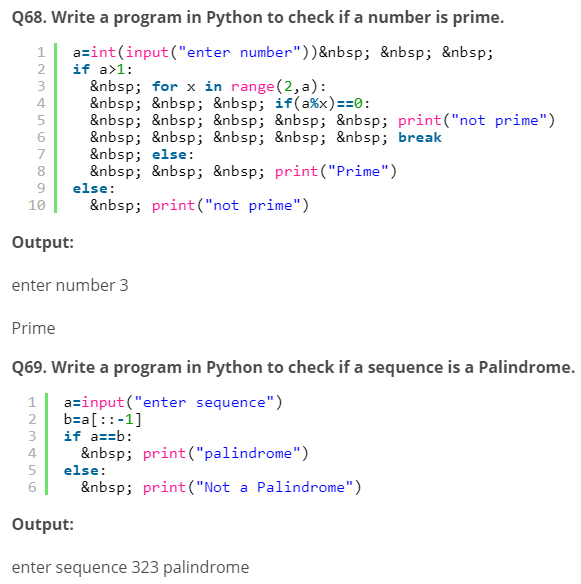 Q68. Write a program in Python to check if a number is prime.
1 a=int(input("enter number"))&nbsp; &nbsp; &nbsp;
2 if a>1:
3 &nbsp; for x in range(2,a):
4 &nbsp; &nbsp; &nbsp; if(a%x)==0:
5 &nbsp; &nbsp; &nbsp; &nbsp; &nbsp; print("not prime")
6 &nbsp; &nbsp; &nbsp; &nbsp; &nbsp; break
7 &nbsp; else:
8 &nbsp; &nbsp; &nbsp; print("Prime")
9 else:
10 &nbsp; print("not prime")
Output:
enter number 3
Prime
Q69. Write a program in Python to check if a sequence is a Palindrome.
1 a=input("enter sequence")
2 b=a[::-1]
3 if a==b:
4 &nbsp; print("palindrome")
5 else:
6 &nbsp; print("Not a Palindrome")
Output:
enter sequence 323 palindrome